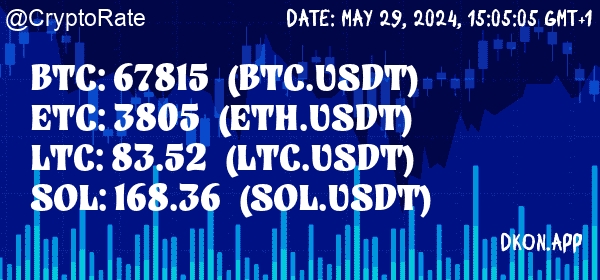 @CryptoRate
DATE: MAY 29, 2024, 15:05:05 GMT+1
BTC: 67815 (BTC.USDT)
ETC: 3805 (ETH.USDT)
LTC: 83.52 (LTC.USDT)
SOL: 168.36 (SOL.USDT)
DKON.APP